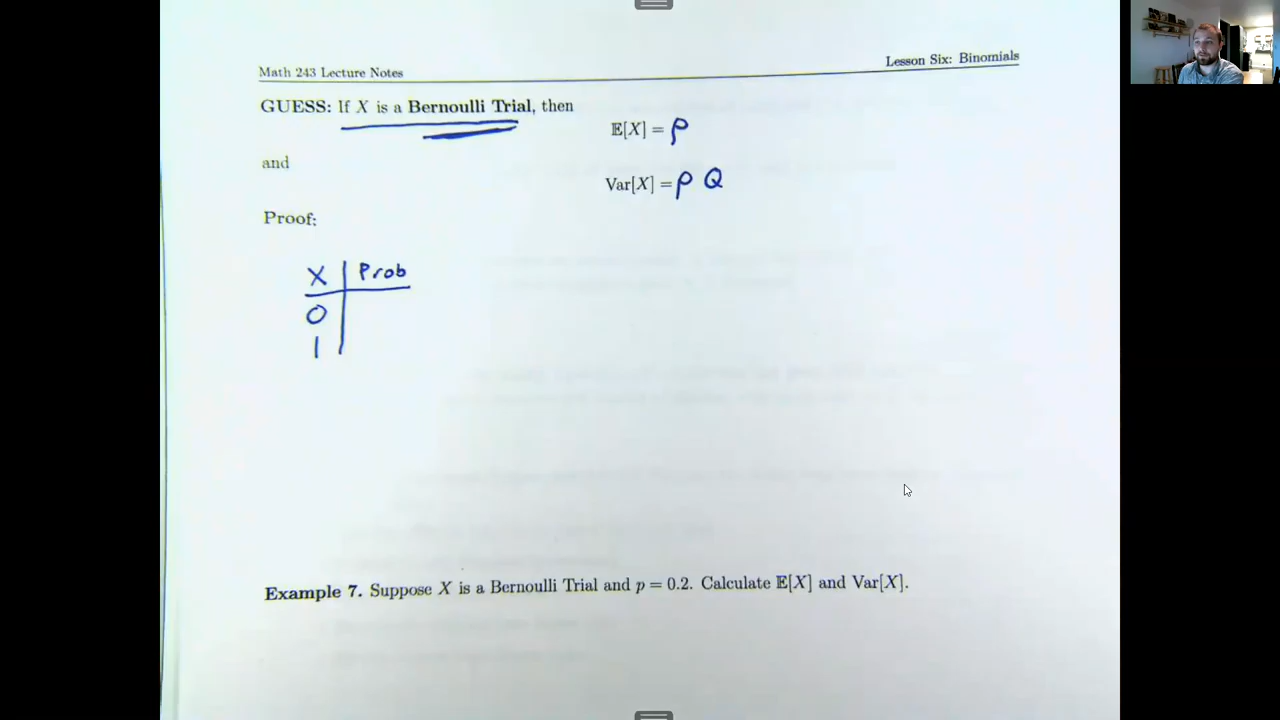 Math 243 Lecture Notes
Lesson Six: Binomials
GUESS: If X is a Bernoulli Trial, then
𝔼[X] = p
and
Var[X] = p Q
Proof:
X Prob
0
1
Example 7. Suppose X is a Bernoulli Trial and p = 0.2. Calculate 𝔼[X] and Var[X].